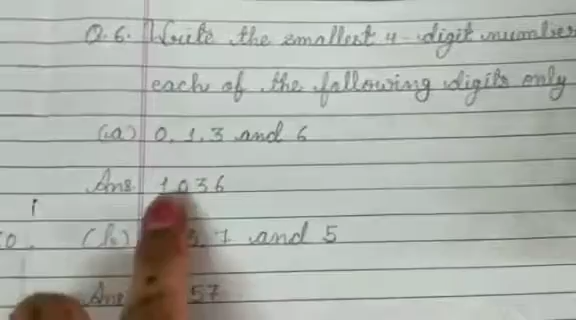 Q.6. Write the smallest 4-digit number
each of the following digits only
(a) 0, 1, 3 and 6
Ans 1036
(b) 3, 7 and 5
Ans 57